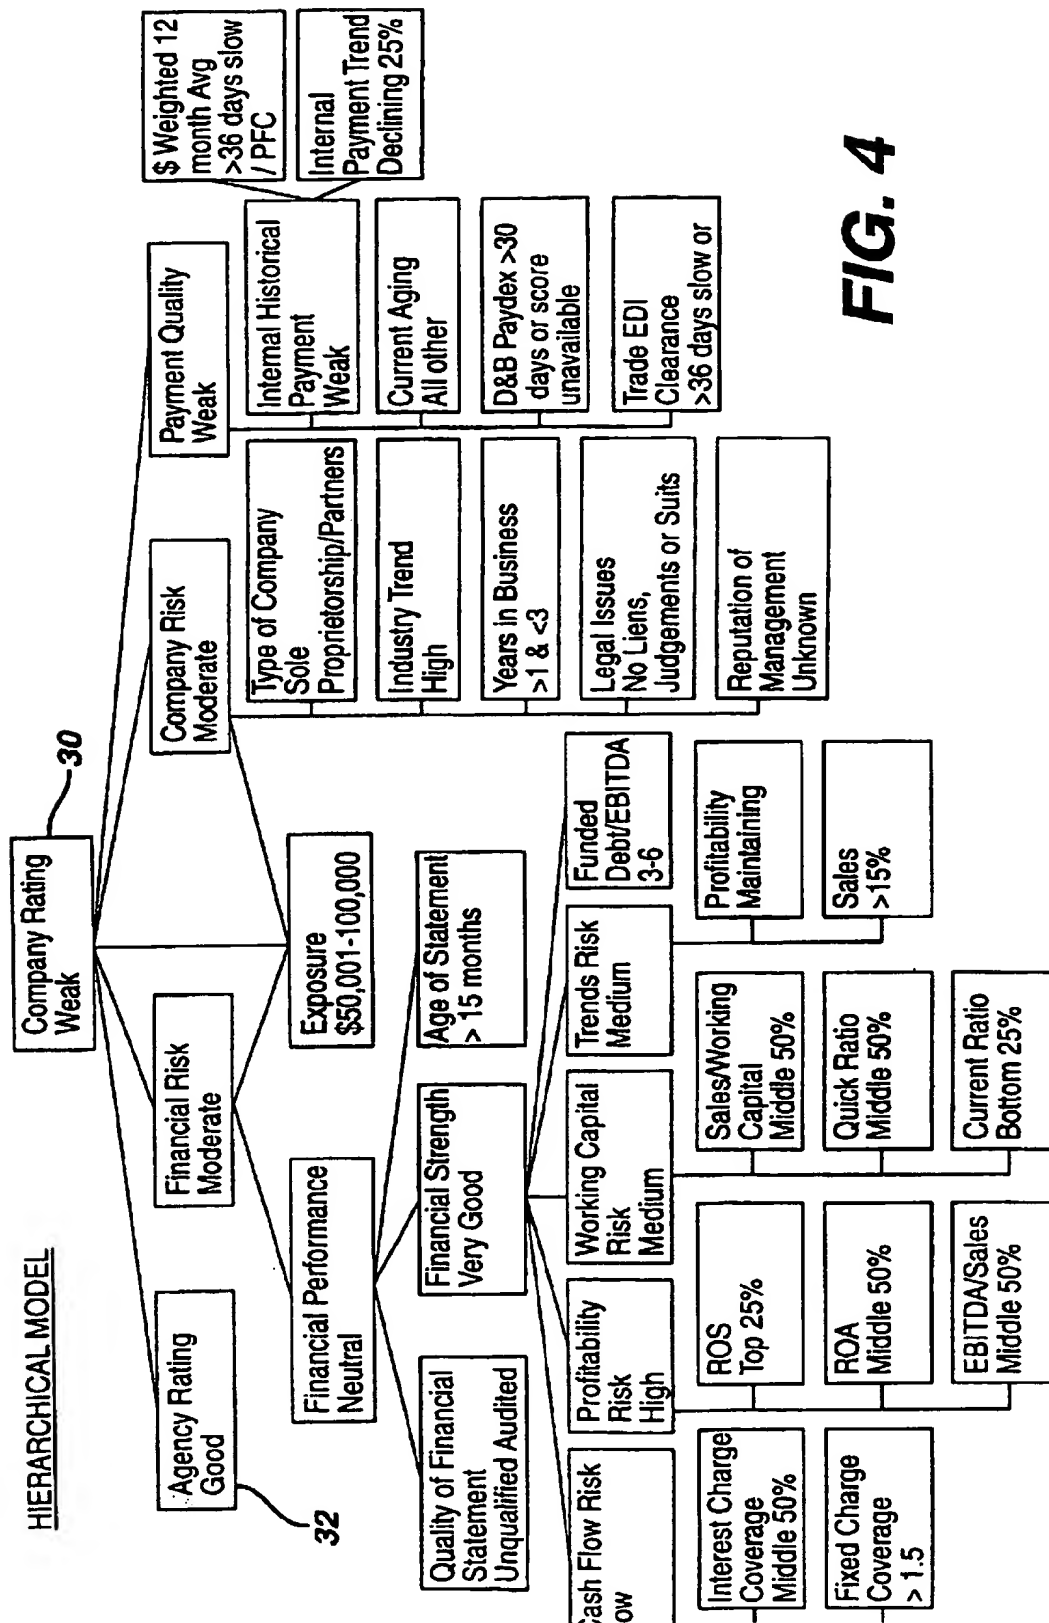 HIERARCHICAL MODEL
Company Rating
Weak
30
Agency Rating
Good
32
Financial Risk
Moderate
Company Risk
Moderate
Payment Quality
Weak
$ Weighted 12
month Avg
>36 days slow
/ PFC
Internal
Payment Trend
Declining 25%
Financial Performance
Neutral
Exposure
$50,001-100,000
Type of Company
Sole
Proprietorship/Partners
Industry Trend
High
Years in Business
>1 & <3
Legal Issues
No Liens,
Judgements or Suits
Reputation of
Management
Unknown
Internal Historical
Payment
Weak
Current Aging
All other
D&B Paydex >30
days or score
unavailable
Trade EDI
Clearance
>36 days slow or
Quality of Financial
Statement
Unqualified Audited
Financial Strength
Very Good
Age of Statement
> 15 months
Cash Flow Risk
Profitability
Risk
High
Working Capital
Risk
Medium
Trends Risk
Medium
Funded
Debt/EBITDA
3-6
Interest Charge
Coverage
Middle 50%
Fixed Charge
Coverage
> 1.5
ROS
Top 25%
ROA
Middle 50%
EBITDA/Sales
Middle 50%
Sales/Working
Capital
Middle 50%
Quick Ratio
Middle 50%
Current Ratio
Bottom 25%
Profitability
Maintaining
Sales
>15%
FIG. 4